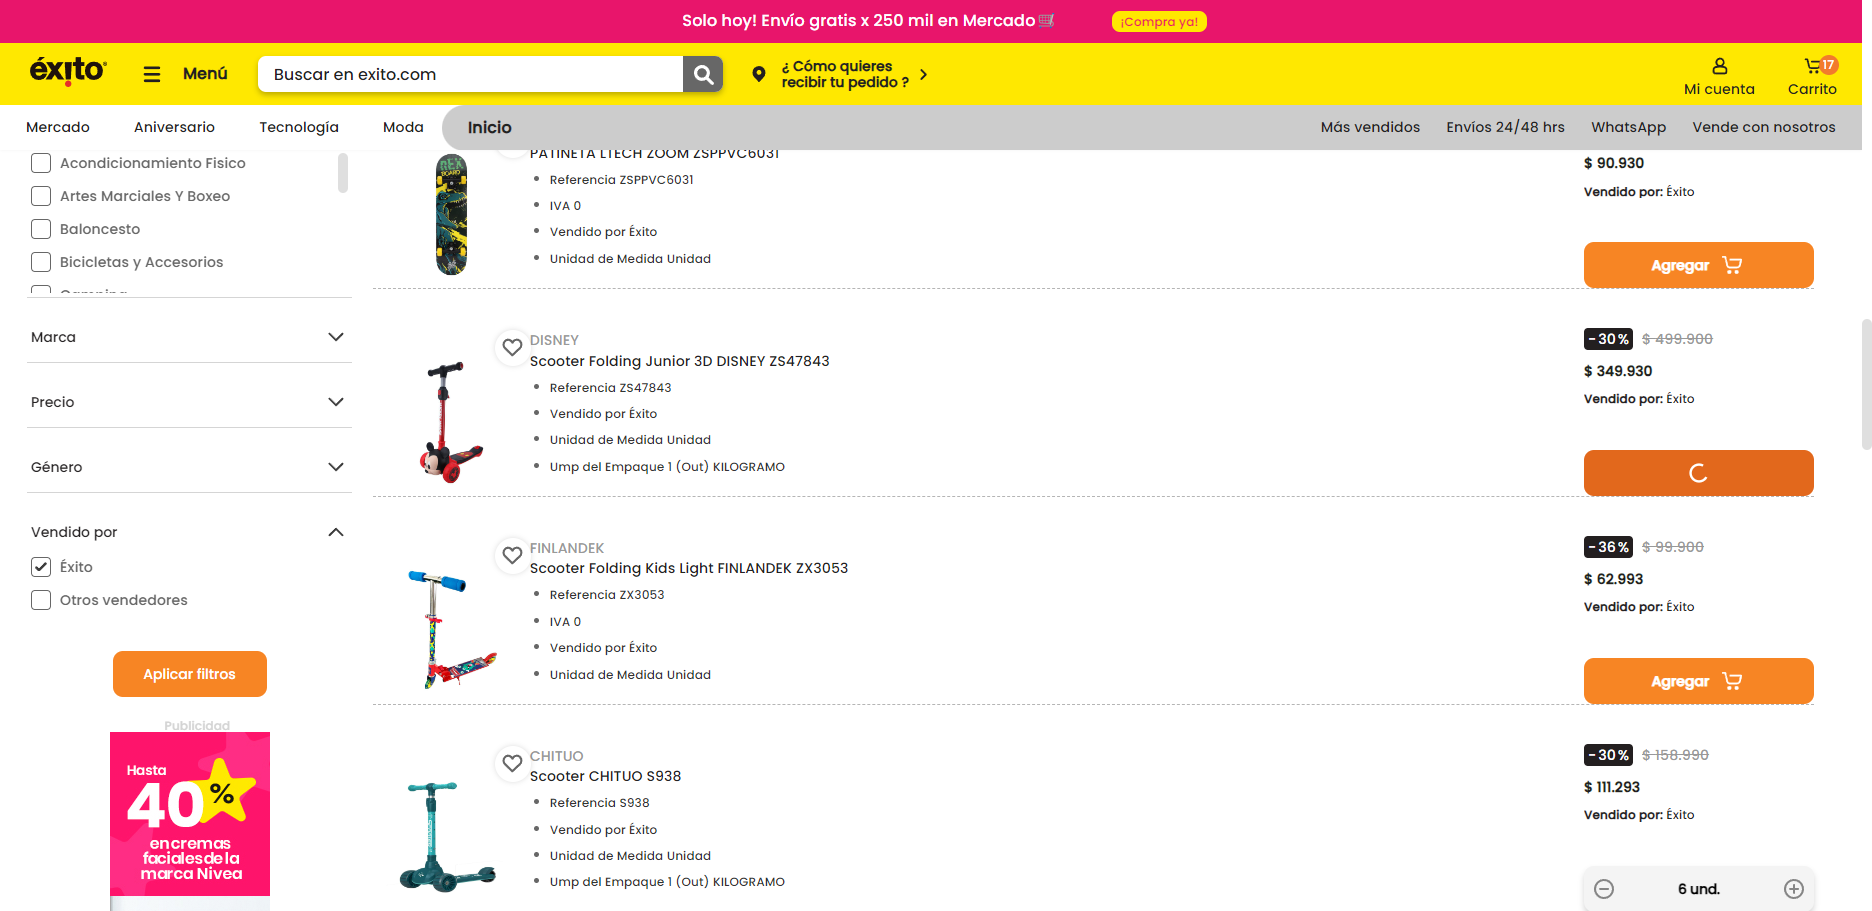 Solo hoy! Envío gratis x 250 mil en Mercado
¡Compra ya!
éxito
Menú
Buscar en exito.com
¿ Cómo quieres
recibir tu pedido ?
Mi cuenta
17
Carrito
Mercado
Aniversario
Tecnología
Moda
Inicio
Más vendidos
Envíos 24/48 hrs
WhatsApp
Vende con nosotros
Acondicionamiento Fisico
Artes Marciales Y Boxeo
Baloncesto
Bicicletas y Accesorios
Camping
Marca
Precio
Género
Vendido por
Éxito
Otros vendedores
Aplicar filtros
Publicidad
Hasta
40%
en cremas
faciales de la
marca Nivea
REX
BOARD
PATINETA LTECH ZOOM ZSPPVC6031
Referencia ZSPPVC6031
IVA 0
Vendido por Éxito
Unidad de Medida Unidad
$ 90.930
Vendido por: Éxito
Agregar
DISNEY
Scooter Folding Junior 3D DISNEY ZS47843
Referencia ZS47843
Vendido por Éxito
Unidad de Medida Unidad
Ump del Empaque 1 (Out) KILOGRAMO
-30% $ 499.900
$ 349.930
Vendido por: Éxito
FINLANDEK
Scooter Folding Kids Light FINLANDEK ZX3053
Referencia ZX3053
IVA 0
Vendido por Éxito
Unidad de Medida Unidad
-36% $ 99.900
$ 62.993
Vendido por: Éxito
Agregar
CHITUO
Scooter CHITUO S938
Referencia S938
Vendido por Éxito
Unidad de Medida Unidad
Ump del Empaque 1 (Out) KILOGRAMO
-30% $ 158.990
$ 111.293
Vendido por: Éxito
6 und.